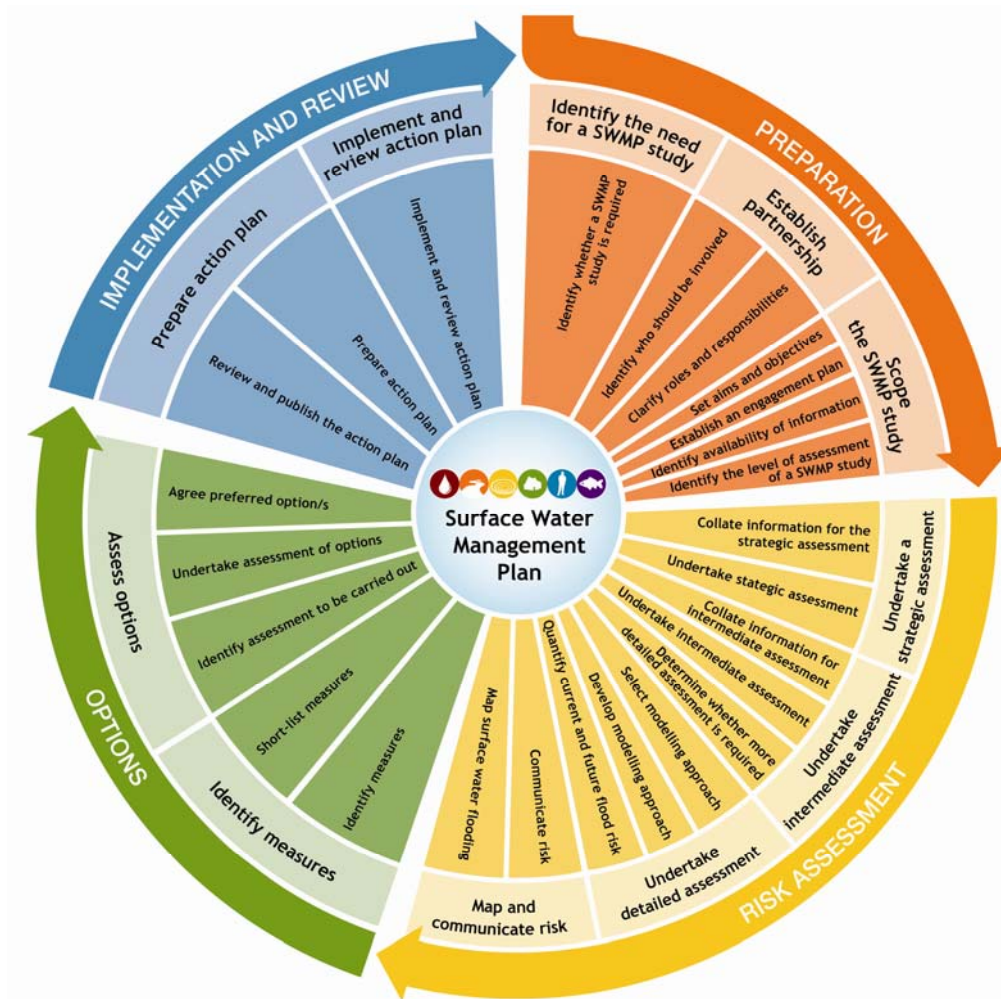 Surface Water
Management
Plan
PREPARATION
Identify the need
for a SWMP study
Identify whether a SWMP
study is required
Establish
partnership
Identify who should be involved
Clarify roles and responsibilities
Scope
the SWMP study
Set aims and objectives
Establish an engagement plan
Identify availability of information
Identify the level of assessment
of a SWMP study
RISK ASSESSMENT
Undertake a
strategic assessment
Collate information for the
strategic assessment
Undertake stategic assessment
Undertake
intermediate assessment
Collate information for
intermediate assessment
Undertake intermediate assessment
Determine whether more
detailed assessment is required
Undertake
detailed assessment
Select modelling approach
Develop modelling approach
Quantify current and future flood risk
Map and
communicate risk
Communicate risk
Map surface water flooding
OPTIONS
Identify measures
Identify measures
Short-list measures
Assess options
Identify assessment to be carried out
Undertake assessment of options
Agree preferred option/s
IMPLEMENTATION AND REVIEW
Prepare action plan
Review and publish the action plan
Prepare action plan
Implement and
review action plan
Implement and review action plan